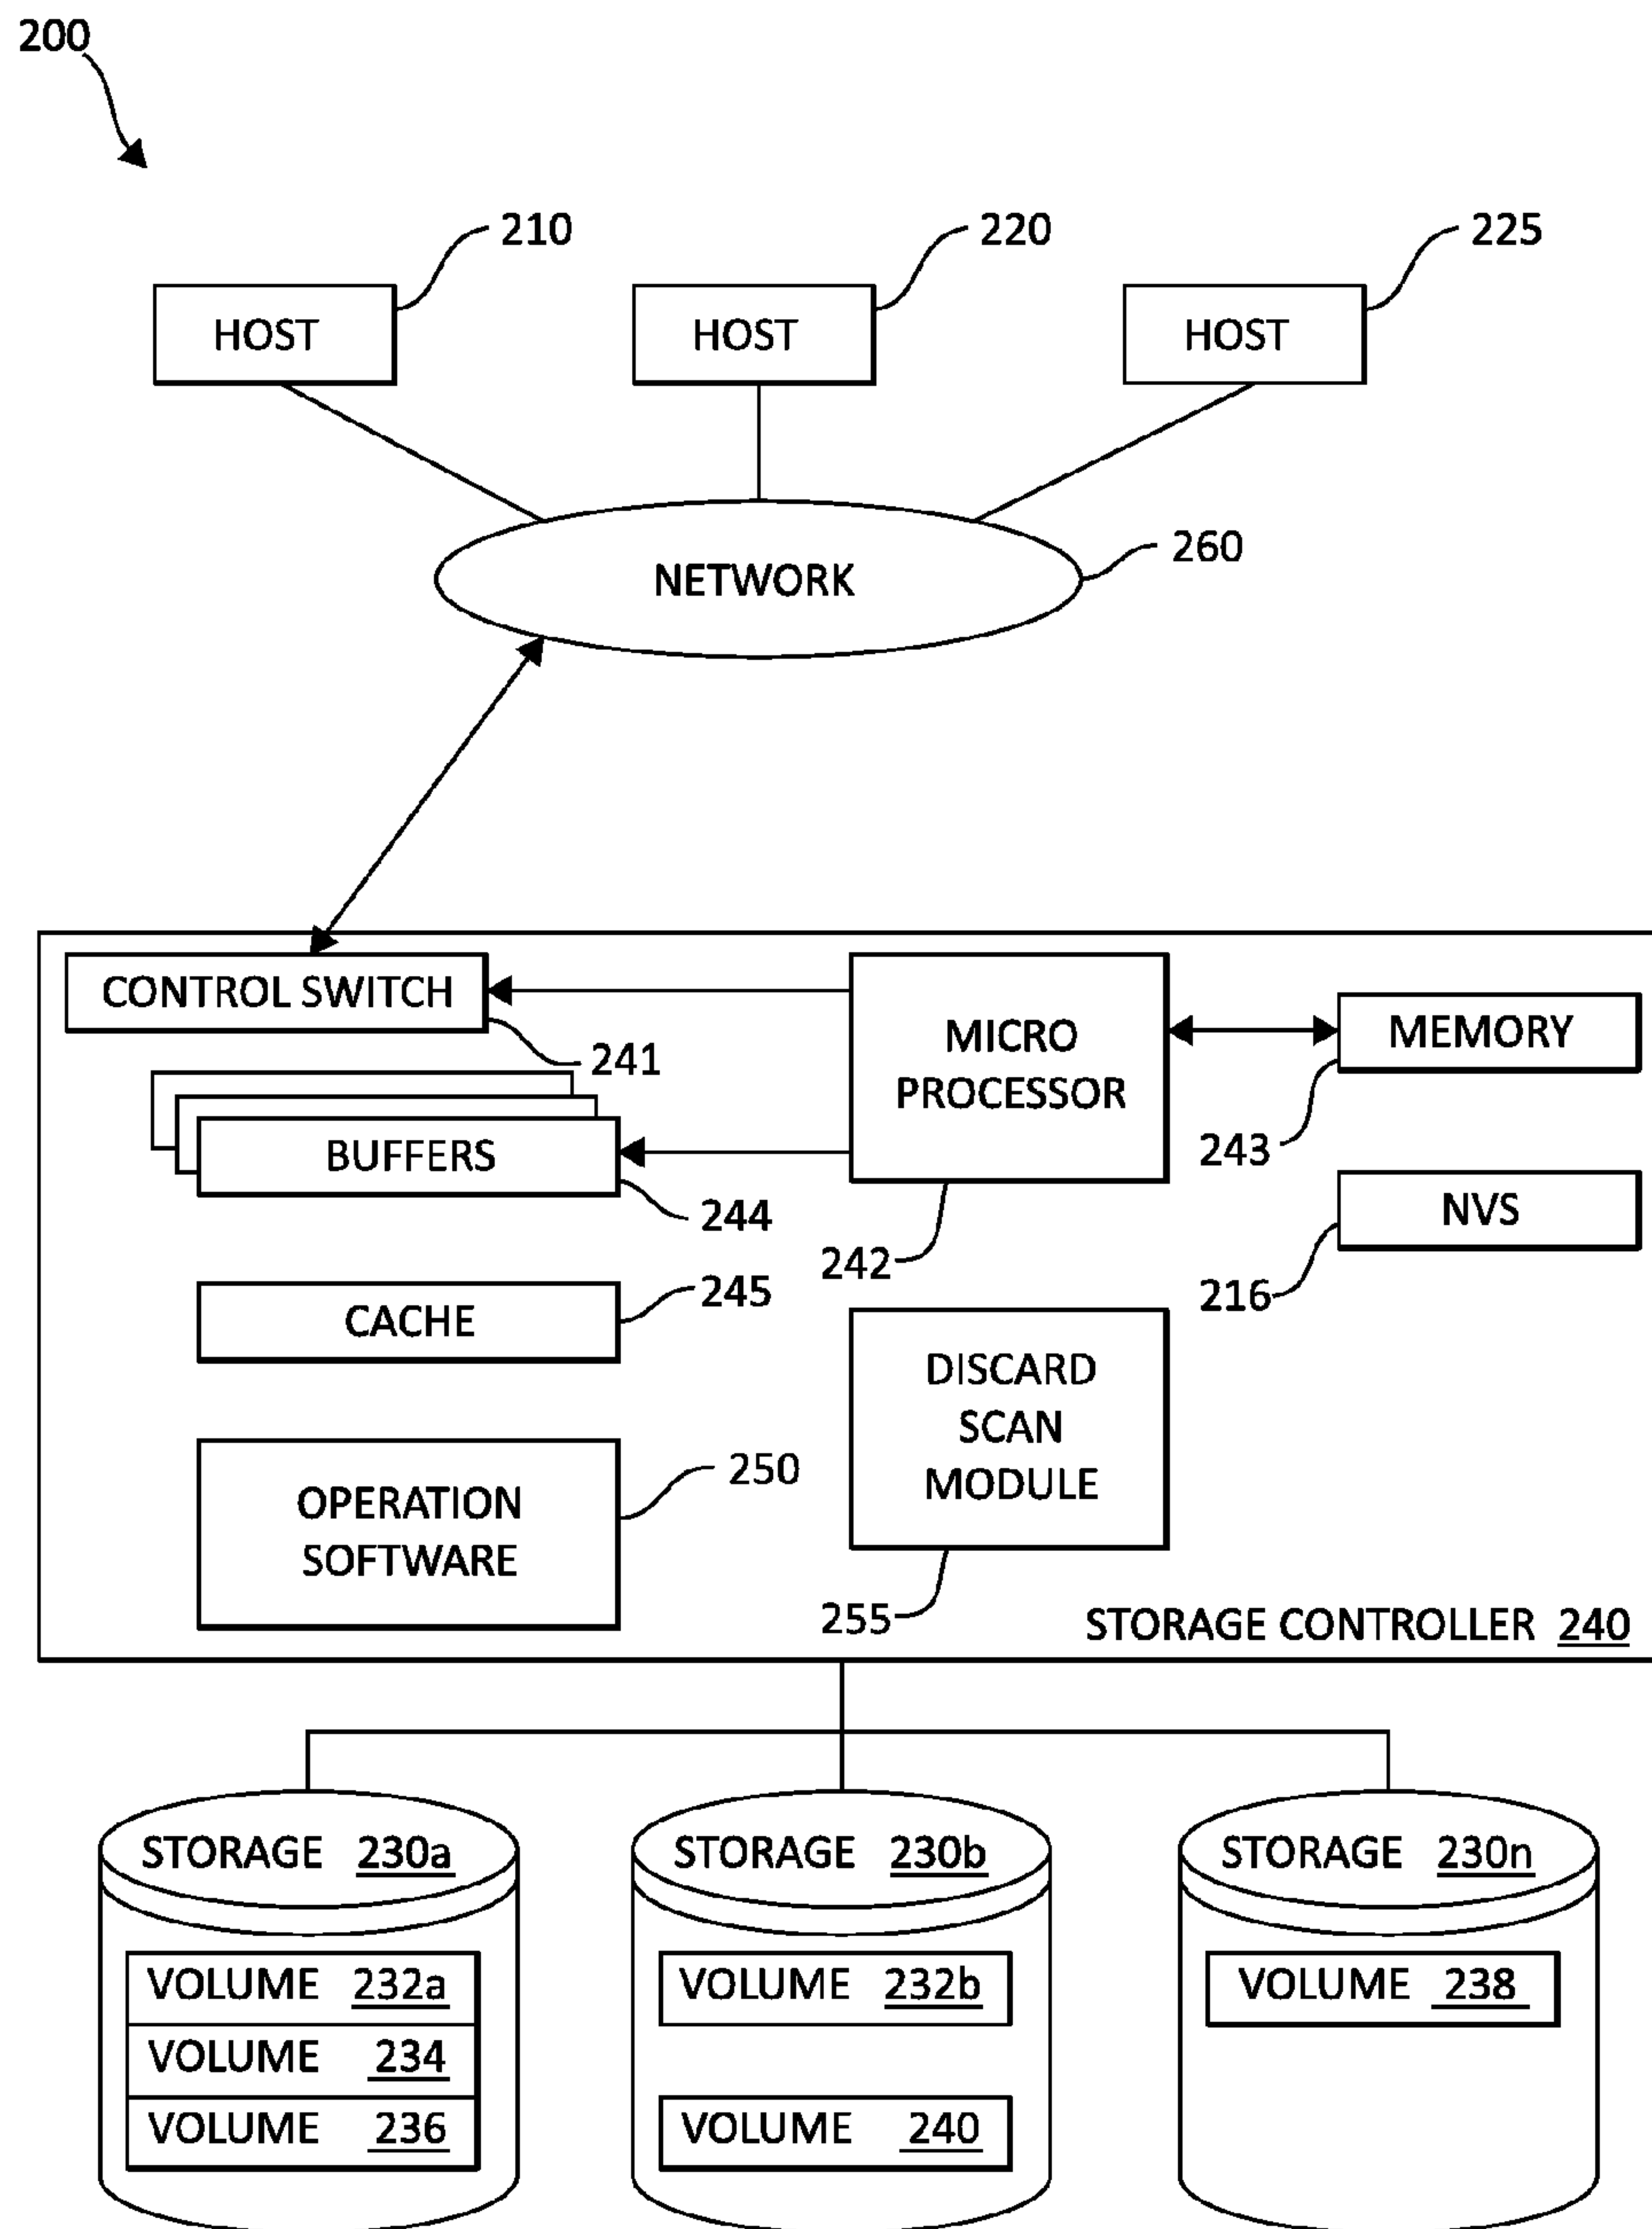 200
210
220
225
HOST
HOST
HOST
260
NETWORK
CONTROL SWITCH
241
MICRO
PROCESSOR
242
MEMORY
243
BUFFERS
244
NVS
216
CACHE
245
DISCARD
SCAN
MODULE
255
OPERATION
SOFTWARE
250
STORAGE CONTROLLER 240
STORAGE 230a
VOLUME 232a
VOLUME 234
VOLUME 236
STORAGE 230b
VOLUME 232b
VOLUME 240
STORAGE 230n
VOLUME 238